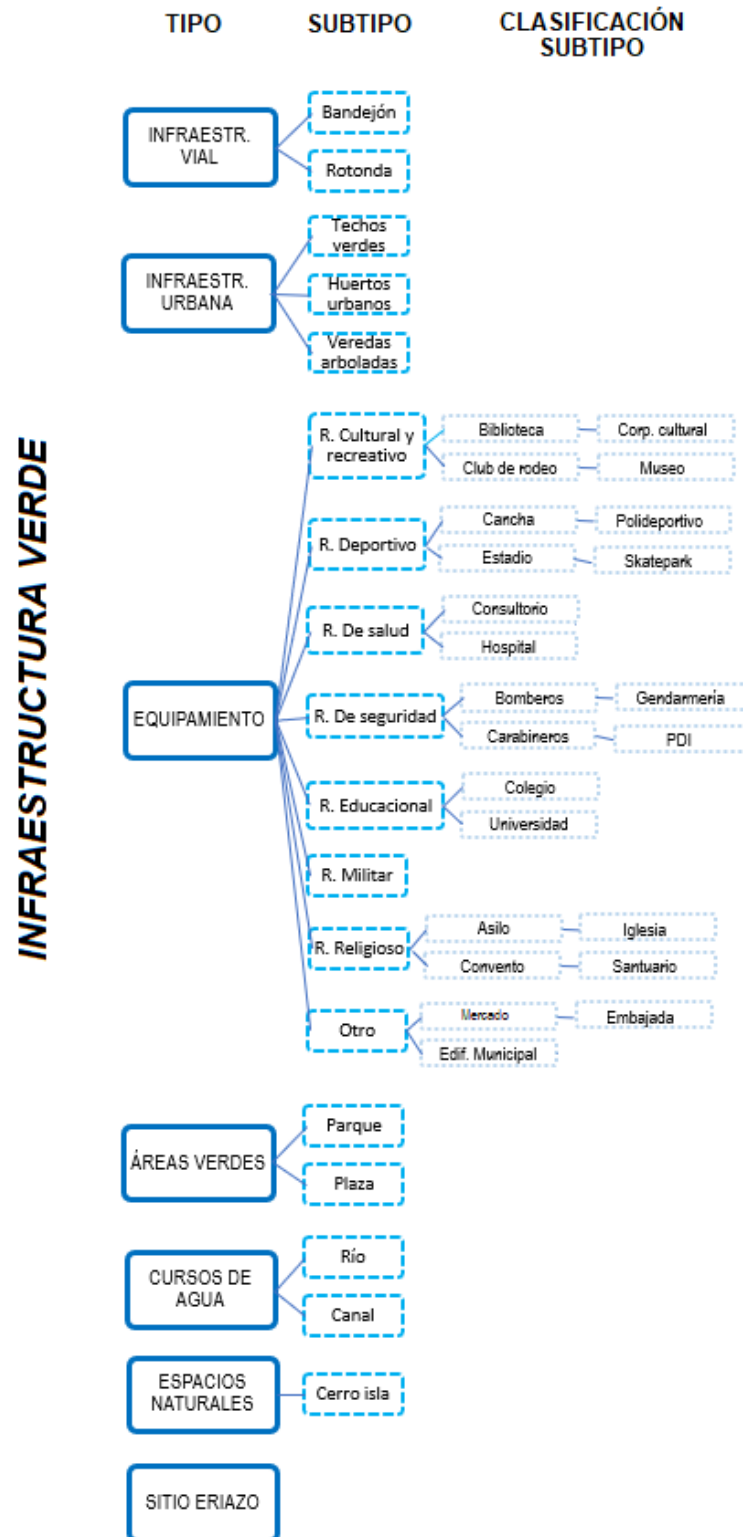 TIPO
SUBTIPO
CLASIFICACIÓN
SUBTIPO
INFRAESTRUCTURA VERDE
INFRAESTR.
VIAL
Bandejón
Rotonda
INFRAESTR.
URBANA
Techos
verdes
Huertos
urbanos
Veredas
arboladas
EQUIPAMIENTO
R. Cultural y
recreativo
Biblioteca
Corp. cultural
Club de rodeo
Museo
R. Deportivo
Cancha
Polideportivo
Estadio
Skatepark
R. De salud
Consultorio
Hospital
R. De seguridad
Bomberos
Gendarmería
Carabineros
PDI
R. Educacional
Colegio
Universidad
R. Militar
R. Religioso
Asilo
Iglesia
Convento
Santuario
Otro
Mercado
Embajada
Edif. Municipal
ÁREAS VERDES
Parque
Plaza
CURSOS DE
AGUA
Río
Canal
ESPACIOS
NATURALES
Cerro isla
SITIO ERIAZO